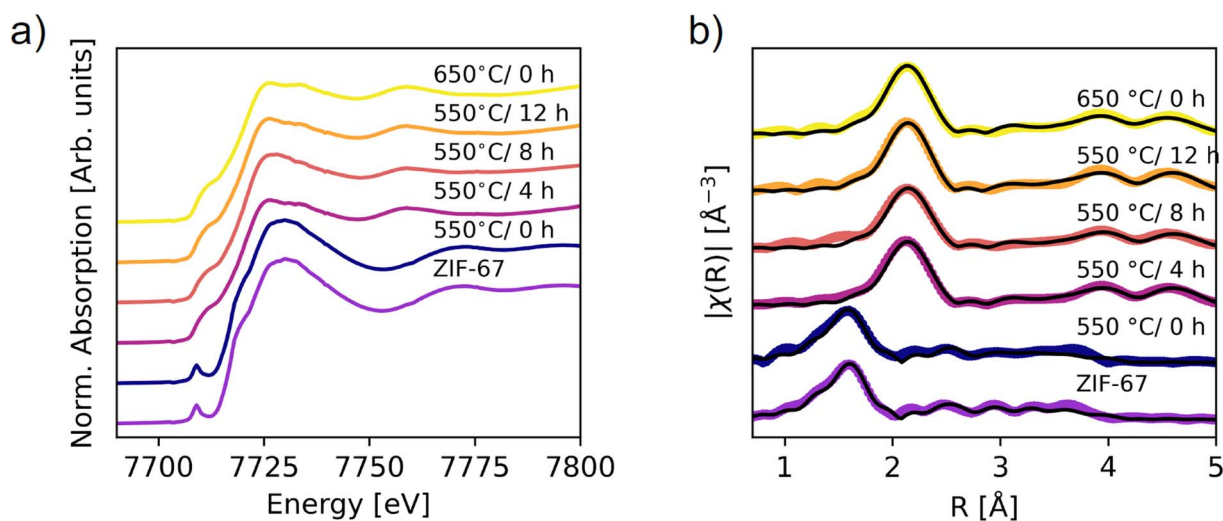 a)
Norm. Absorption [Arb. units]
650°C/ 0 h
550°C/ 12 h
550°C/ 8 h
550°C/ 4 h
550°C/ 0 h
ZIF-67
7700 7725 7750 7775 7800
Energy [eV]
b)
|χ(R)| [Å⁻³]
650 °C/ 0 h
550 °C/ 12 h
550 °C/ 8 h
550 °C/ 4 h
550 °C/ 0 h
ZIF-67
1 2 3 4 5
R [Å]